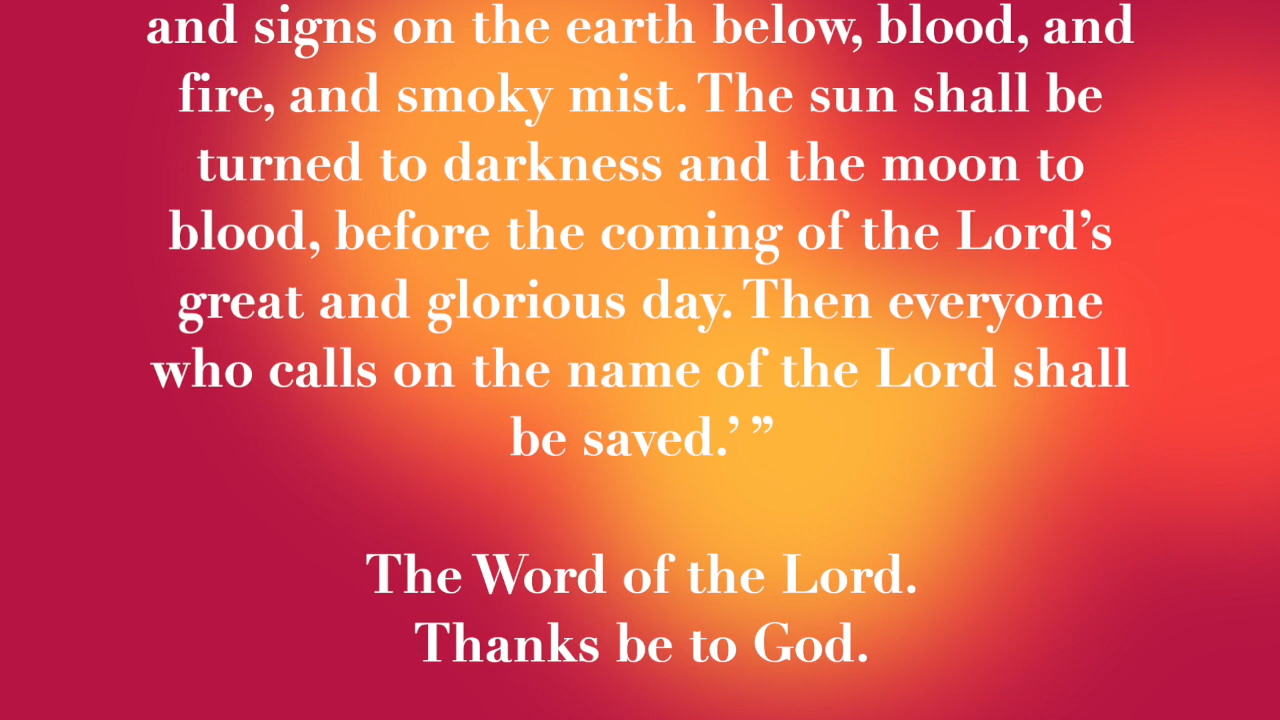 and signs on the earth below, blood, and
fire, and smoky mist. The sun shall be
turned to darkness and the moon to
blood, before the coming of the Lord’s
great and glorious day. Then everyone
who calls on the name of the Lord shall
be saved.’ ”
The Word of the Lord.
Thanks be to God.